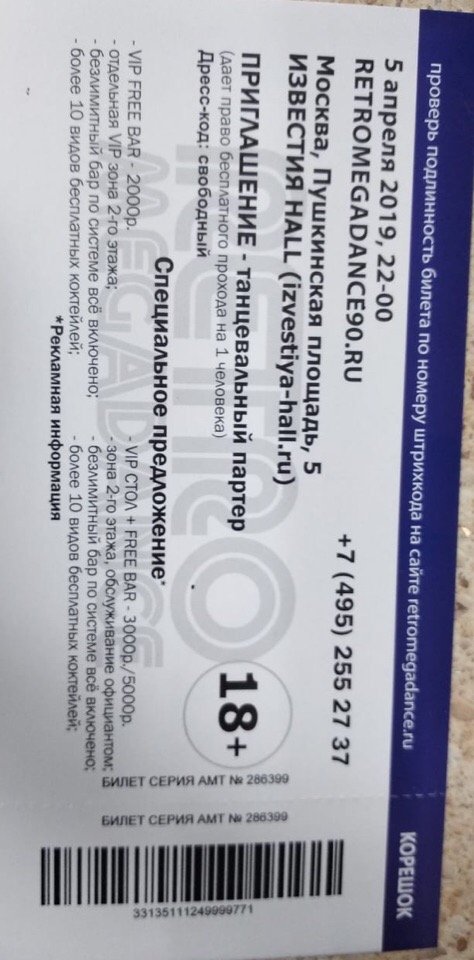 проверь подлинность билета по номеру штрихкода на сайте retromegadance.ru
КОРЕШОК
5 апреля 2019, 22-00
RETROMEGADANCE90.RU
+7 (495) 255 27 37
Москва, Пушкинская площадь, 5
ИЗВЕСТИЯ HALL (izvestiya-hall.ru)
ПРИГЛАШЕНИЕ - танцевальный партер
(дает право бесплатного прохода на 1 человека)
Дресс-код: свободный
18+
RETRO
MEGADANCE
Специальное предложение*
- VIP FREE BAR - 2000р.
- отдельная VIP зона 2-го этажа;
- безлимитный бар по системе всё включено;
- более 10 видов бесплатных коктейлей;
- VIP СТОЛ + FREE BAR - 3000р./5000р.
- зона 2-го этажа, обслуживание официантом;
- безлимитный бар по системе всё включено;
- более 10 видов бесплатных коктейлей;
*Рекламная информация
БИЛЕТ СЕРИЯ АМТ № 286399
БИЛЕТ СЕРИЯ АМТ № 286399
33135111249999771